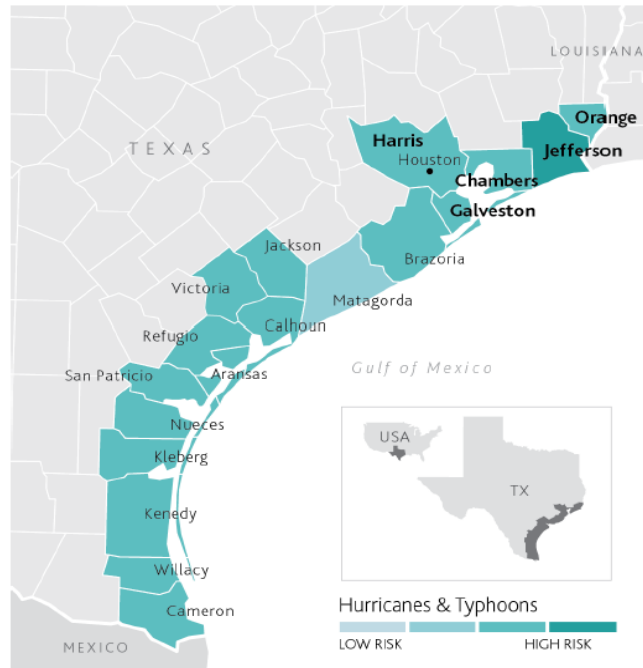 LOUISIANA
Orange
Harris
TEXAS
Jefferson
Houston
Chambers
Galveston
Jackson
Brazoria
Victoria
Matagorda
Calhoun
Refugio
Gulf of Mexico
San Patricio
Aransas
Nueces
USA
Kleberg
TX
Kenedy
Willacy
Hurricanes & Typhoons
Cameron
LOW RISK
HIGH RISK
MEXICO